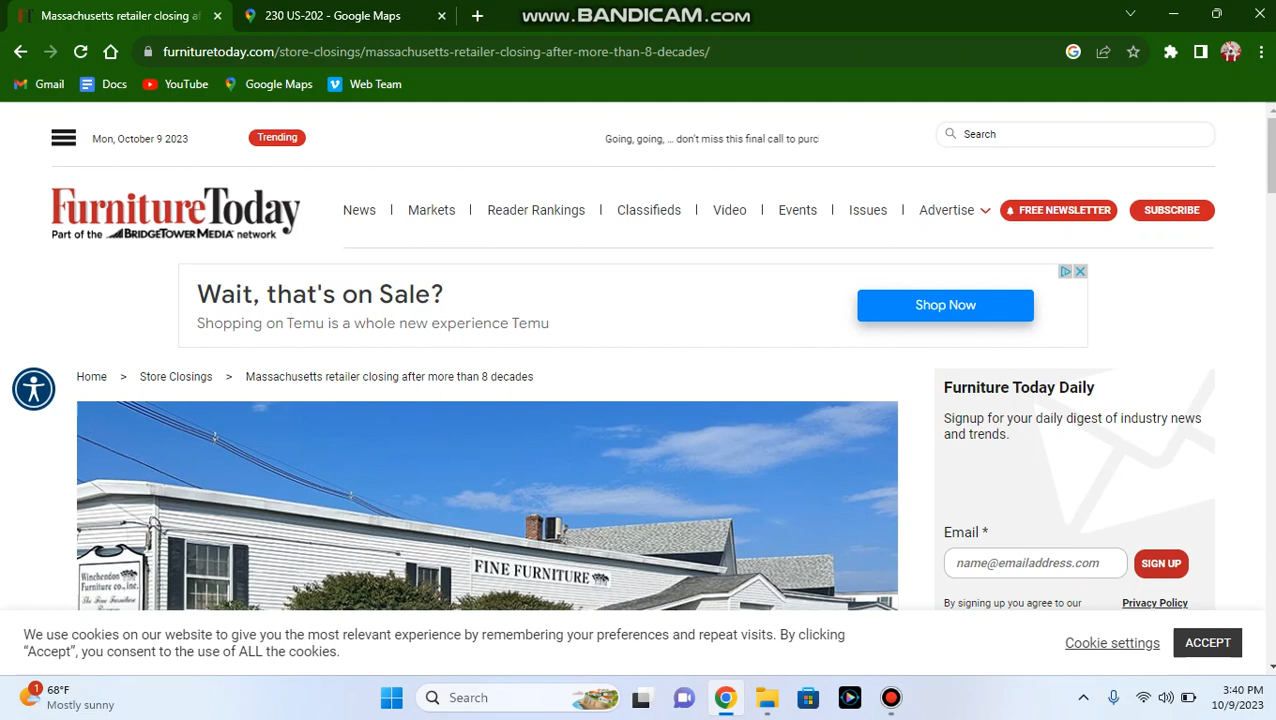 Massachusetts retailer closing af
230 US-202 - Google Maps
www.BANDICAM.com
furnituretoday.com/store-closings/massachusetts-retailer-closing-after-more-than-8-decades/
Gmail
Docs
YouTube
Google Maps
Web Team
Mon, October 9 2023
Trending
Going, going, ... don't miss this final call to purc
Search
FurnitureToday
Part of the BRIDGETOWER MEDIA network
News
Markets
Reader Rankings
Classifieds
Video
Events
Issues
Advertise
FREE NEWSLETTER
SUBSCRIBE
Wait, that's on Sale?
Shopping on Temu is a whole new experience Temu
Shop Now
Home > Store Closings > Massachusetts retailer closing after more than 8 decades
Furniture Today Daily
Signup for your daily digest of industry news
and trends.
Email *
name@emailaddress.com
SIGN UP
By signing up you agree to our
Privacy Policy
FINE FURNITURE
Winchendon
Furniture co., inc.
The Fine Furniture
We use cookies on our website to give you the most relevant experience by remembering your preferences and repeat visits. By clicking
“Accept”, you consent to the use of ALL the cookies.
Cookie settings
ACCEPT
1
68°F
Mostly sunny
Search
3:40 PM
10/9/2023